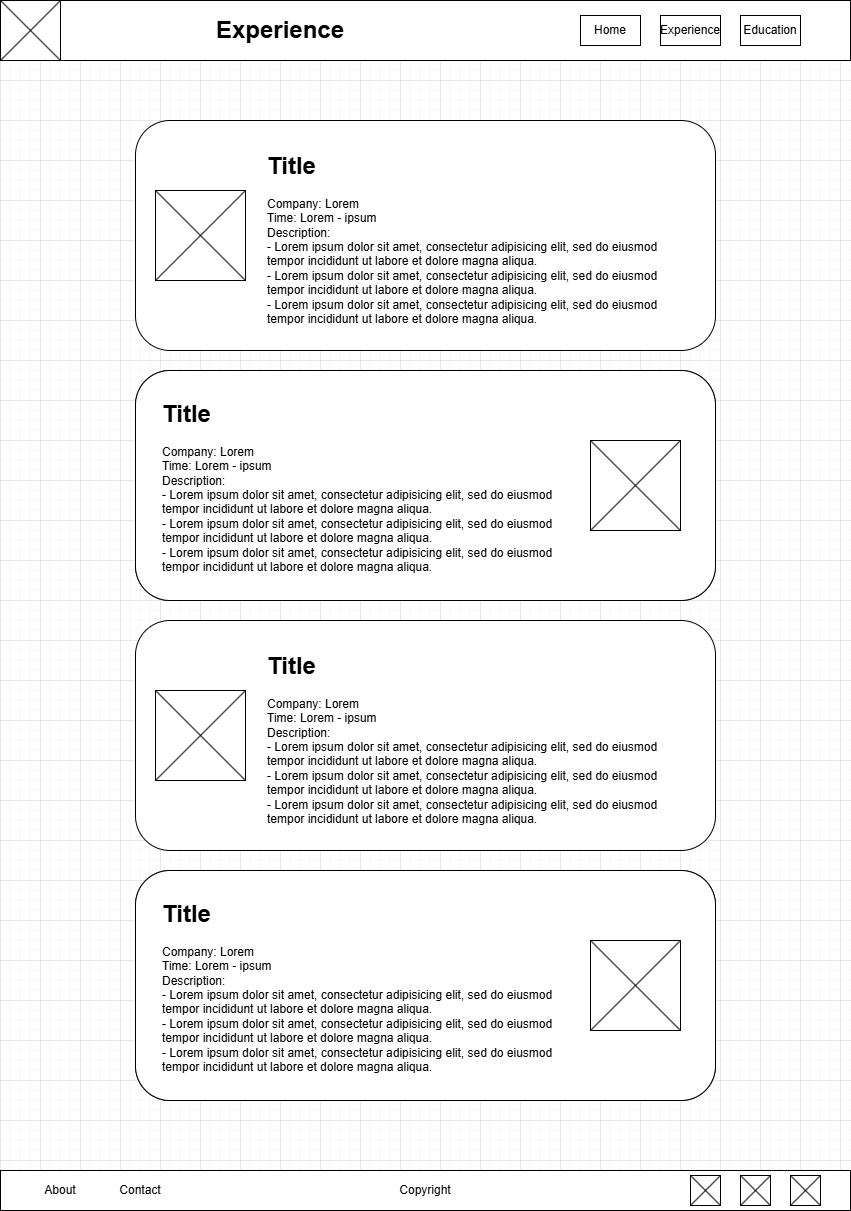 Experience
Home
Experience
Education
Title
Company: Lorem
Time: Lorem - ipsum
Description:
- Lorem ipsum dolor sit amet, consectetur adipisicing elit, sed do eiusmod
tempor incididunt ut labore et dolore magna aliqua.
- Lorem ipsum dolor sit amet, consectetur adipisicing elit, sed do eiusmod
tempor incididunt ut labore et dolore magna aliqua.
- Lorem ipsum dolor sit amet, consectetur adipisicing elit, sed do eiusmod
tempor incididunt ut labore et dolore magna aliqua.
Title
Company: Lorem
Time: Lorem - ipsum
Description:
- Lorem ipsum dolor sit amet, consectetur adipisicing elit, sed do eiusmod
tempor incididunt ut labore et dolore magna aliqua.
- Lorem ipsum dolor sit amet, consectetur adipisicing elit, sed do eiusmod
tempor incididunt ut labore et dolore magna aliqua.
- Lorem ipsum dolor sit amet, consectetur adipisicing elit, sed do eiusmod
tempor incididunt ut labore et dolore magna aliqua.
Title
Company: Lorem
Time: Lorem - ipsum
Description:
- Lorem ipsum dolor sit amet, consectetur adipisicing elit, sed do eiusmod
tempor incididunt ut labore et dolore magna aliqua.
- Lorem ipsum dolor sit amet, consectetur adipisicing elit, sed do eiusmod
tempor incididunt ut labore et dolore magna aliqua.
- Lorem ipsum dolor sit amet, consectetur adipisicing elit, sed do eiusmod
tempor incididunt ut labore et dolore magna aliqua.
Title
Company: Lorem
Time: Lorem - ipsum
Description:
- Lorem ipsum dolor sit amet, consectetur adipisicing elit, sed do eiusmod
tempor incididunt ut labore et dolore magna aliqua.
- Lorem ipsum dolor sit amet, consectetur adipisicing elit, sed do eiusmod
tempor incididunt ut labore et dolore magna aliqua.
- Lorem ipsum dolor sit amet, consectetur adipisicing elit, sed do eiusmod
tempor incididunt ut labore et dolore magna aliqua.
About
Contact
Copyright